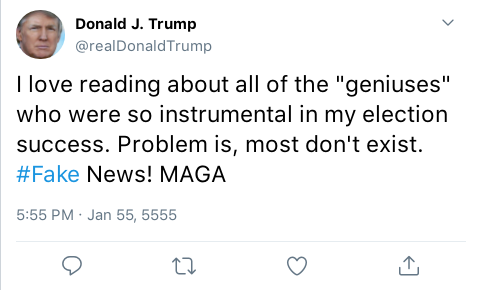 Donald J. Trump
@realDonaldTrump
I love reading about all of the "geniuses"
who were so instrumental in my election
success. Problem is, most don't exist.
#Fake News! MAGA
5:55 PM · Jan 55, 5555